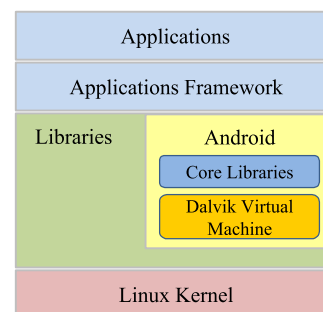 Applications
Applications Framework
Libraries
Android
Core Libraries
Dalvik Virtual
Machine
Linux Kernel